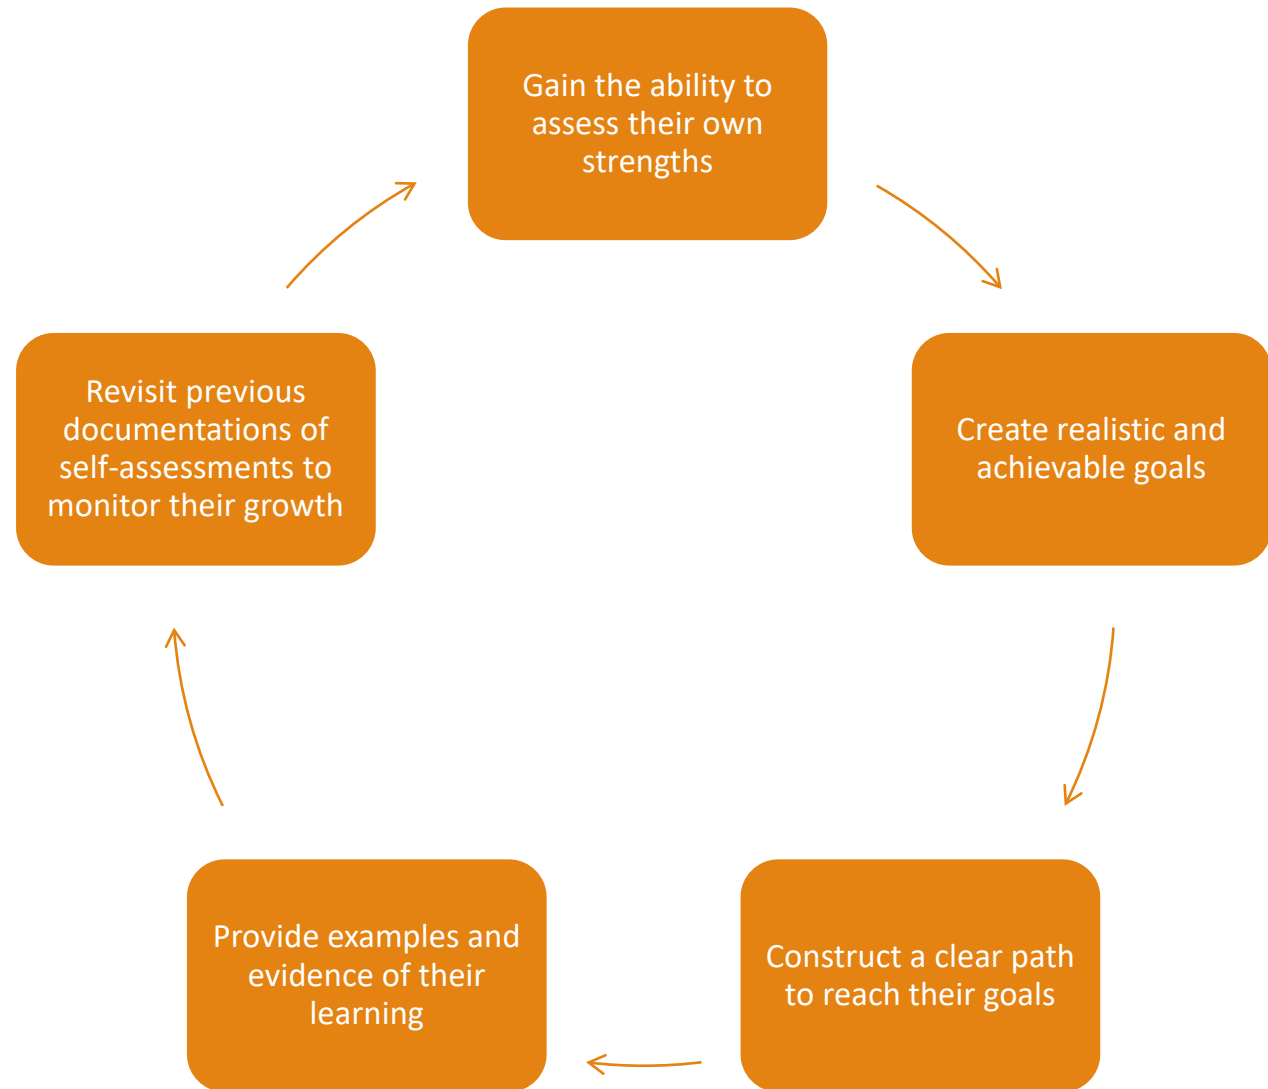 Gain the ability to
assess their own
strengths
Create realistic and
achievable goals
Construct a clear path
to reach their goals
Provide examples and
evidence of their
learning
Revisit previous
documentations of
self-assessments to
monitor their growth